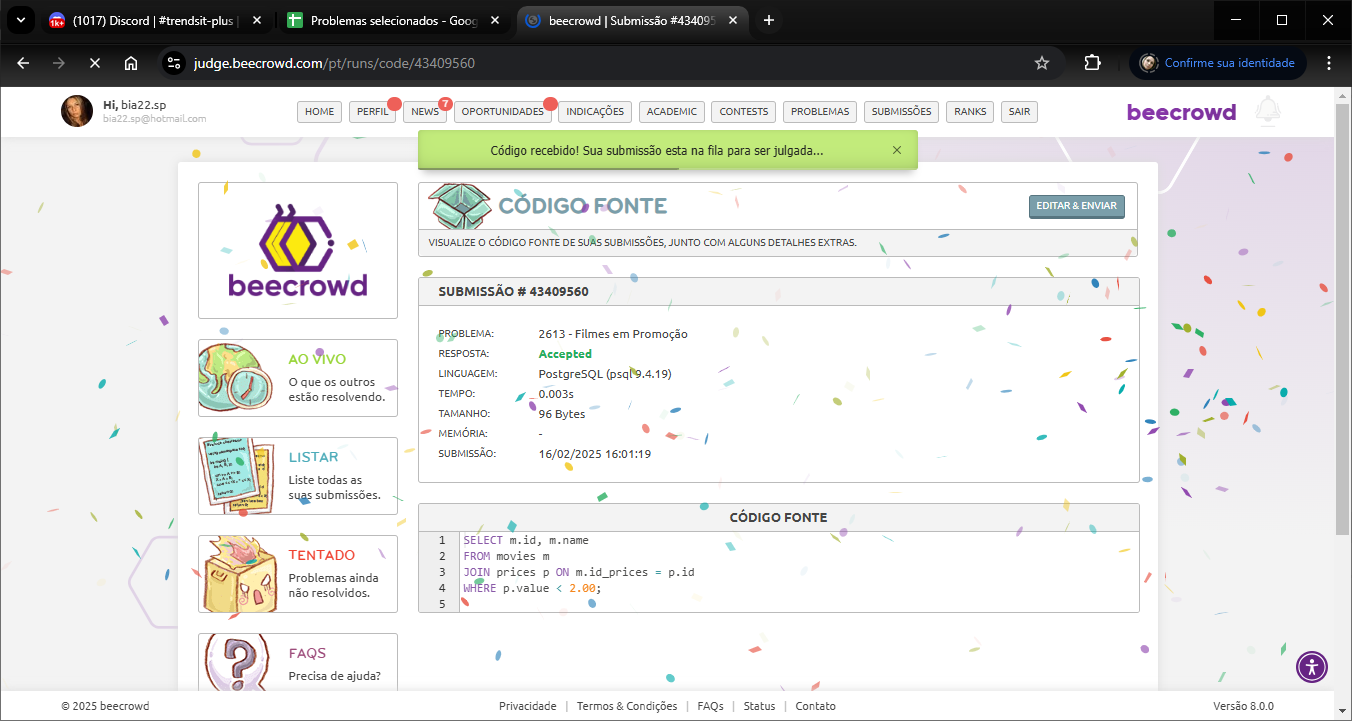 (1017) Discord | #trendsit-plus |
Problemas selecionados - Goog
beecrowd | Submissão #434095
judge.beecrowd.com/pt/runs/code/43409560
Confirme sua identidade
Hi, bia22.sp
bia22.sp@hotmail.com
HOME
PERFIL
NEWS
7
OPORTUNIDADES
INDICAÇÕES
ACADEMIC
CONTESTS
PROBLEMAS
SUBMISSÕES
RANKS
SAIR
beecrowd
Código recebido! Sua submissão esta na fila para ser julgada...
beecrowd
AO VIVO
O que os outros
estão resolvendo.
LISTAR
Liste todas as
suas submissões.
TENTADO
Problemas ainda
não resolvidos.
FAQS
Precisa de ajuda?
CÓDIGO FONTE
EDITAR & ENVIAR
VISUALIZE O CÓDIGO FONTE DE SUAS SUBMISSÕES, JUNTO COM ALGUNS DETALHES EXTRAS.
SUBMISSÃO # 43409560
PROBLEMA: 2613 - Filmes em Promoção
RESPOSTA: Accepted
LINGUAGEM: PostgreSQL (psql 9.4.19)
TEMPO: 0.003s
TAMANHO: 96 Bytes
MEMÓRIA: -
SUBMISSÃO: 16/02/2025 16:01:19
CÓDIGO FONTE
1 SELECT m.id, m.name
2 FROM movies m
3 JOIN prices p ON m.id_prices = p.id
4 WHERE p.value < 2.00;
5
© 2025 beecrowd
Privacidade | Termos & Condições | FAQs | Status | Contato
Versão 8.0.0